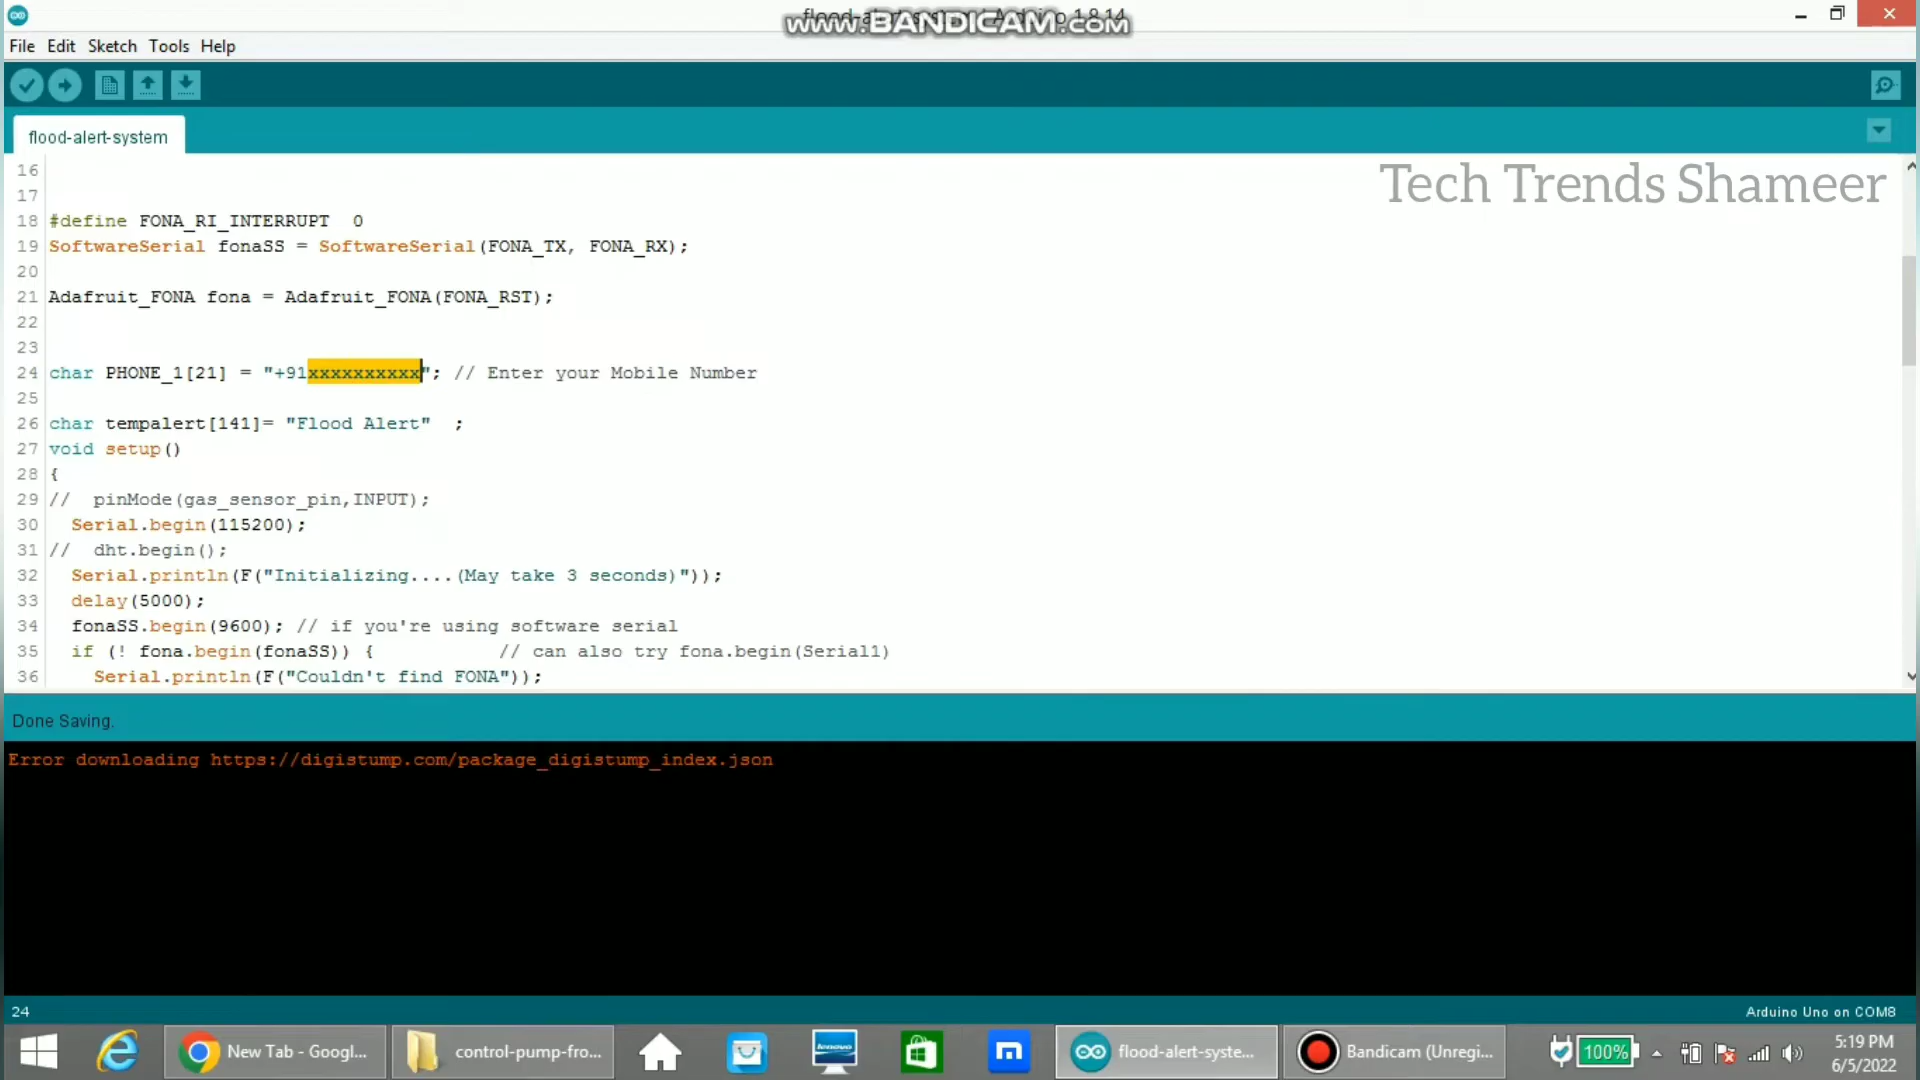 www.BANDICAM.com
File Edit Sketch Tools Help
flood-alert-system
Tech Trends Shameer
16
17
18 #define FONA_RI_INTERRUPT  0
19 SoftwareSerial fonaSS = SoftwareSerial(FONA_TX, FONA_RX);
20
21 Adafruit_FONA fona = Adafruit_FONA(FONA_RST);
22
23
24 char PHONE_1[21] = "+91xxxxxxxxxx"; // Enter your Mobile Number
25
26 char tempalert[141]= "Flood Alert"  ;
27 void setup()
28 {
29 //  pinMode(gas_sensor_pin,INPUT);
30   Serial.begin(115200);
31 //  dht.begin();
32   Serial.println(F("Initializing....(May take 3 seconds)"));
33   delay(5000);
34   fonaSS.begin(9600); // if you're using software serial
35   if (! fona.begin(fonaSS)) {           // can also try fona.begin(Serial1)
36     Serial.println(F("Couldn't find FONA"));
Done Saving.
Error downloading https://digistump.com/package_digistump_index.json
24
Arduino Uno on COM8
New Tab - Googl...
control-pump-fro...
lenovo
flood-alert-syste...
Bandicam (Unregi...
100%
5:19 PM
6/5/2022